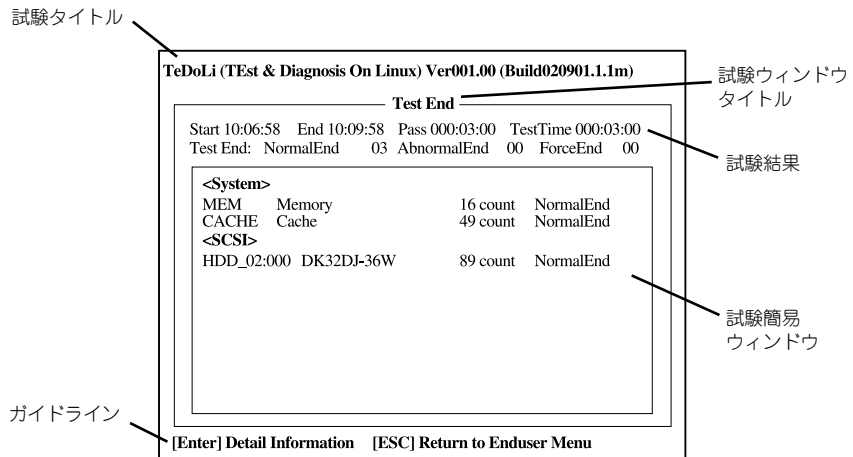 試験タイトル
TeDoLi (TEst & Diagnosis On Linux) Ver001.00 (Build020901.1.1m)
試験ウィンドウ
タイトル
Test End
Start 10:06:58 End 10:09:58 Pass 000:03:00 TestTime 000:03:00
Test End: NormalEnd 03 AbnormalEnd 00 ForceEnd 00
試験結果
<System>
MEM Memory 16 count NormalEnd
CACHE Cache 49 count NormalEnd
<SCSI>
HDD_02:000 DK32DJ-36W 89 count NormalEnd
試験簡易
ウィンドウ
ガイドライン
[Enter] Detail Information [ESC] Return to Enduser Menu